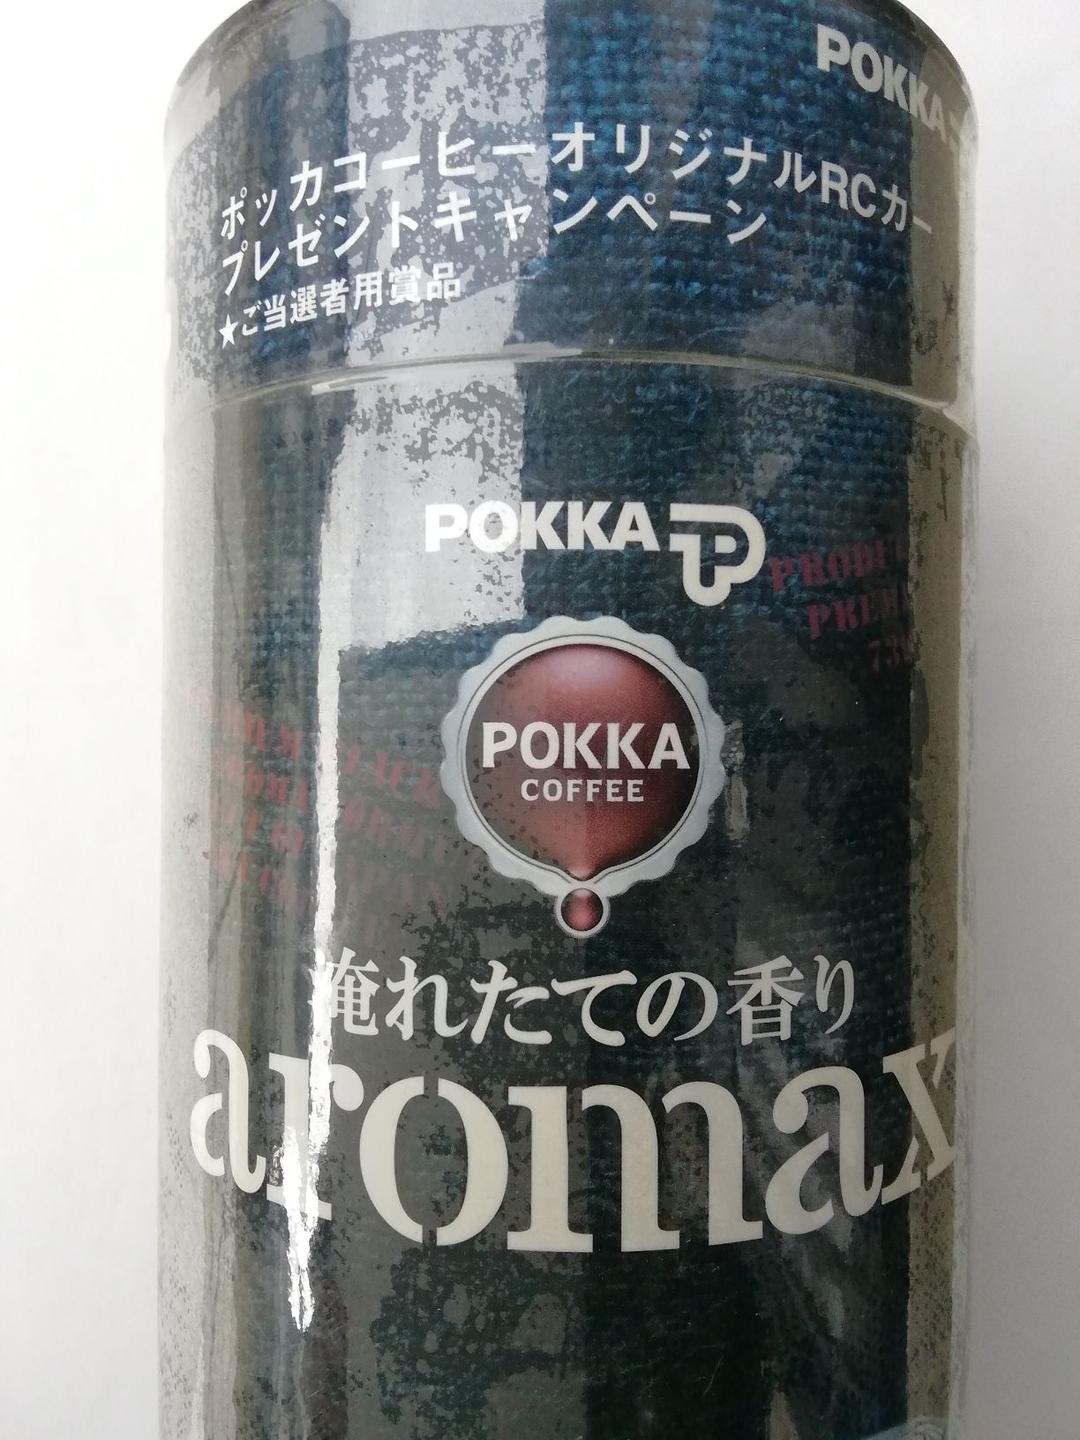 POKKA
ポッカコーヒーオリジナルRCカー
プレゼントキャンペーン
★ご当選者用賞品
POKKA
POKKA
COFFEE
淹れたての香り
aromax